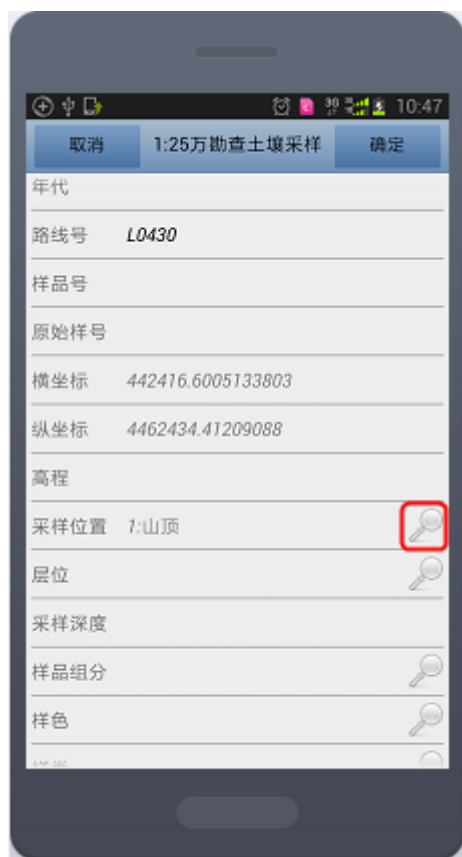 10:47
取消 1:25万勘查土壤采样 确定
年代
路线号 L0430
样品号
原始样号
横坐标 442416.6005133803
纵坐标 4462434.41209088
高程
采样位置 1:山顶
层位
采样深度
样品组分
样色